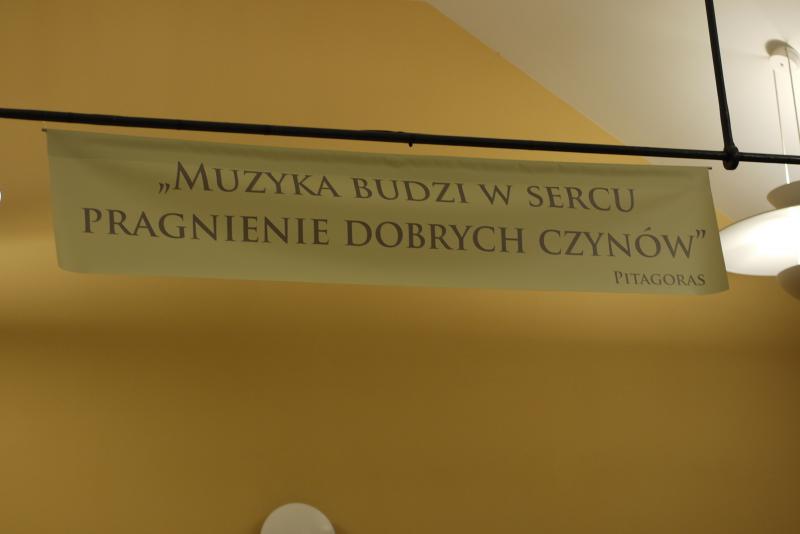 „Muzyka budzi w sercu
pragnienie dobrych czynów”
Pitagoras